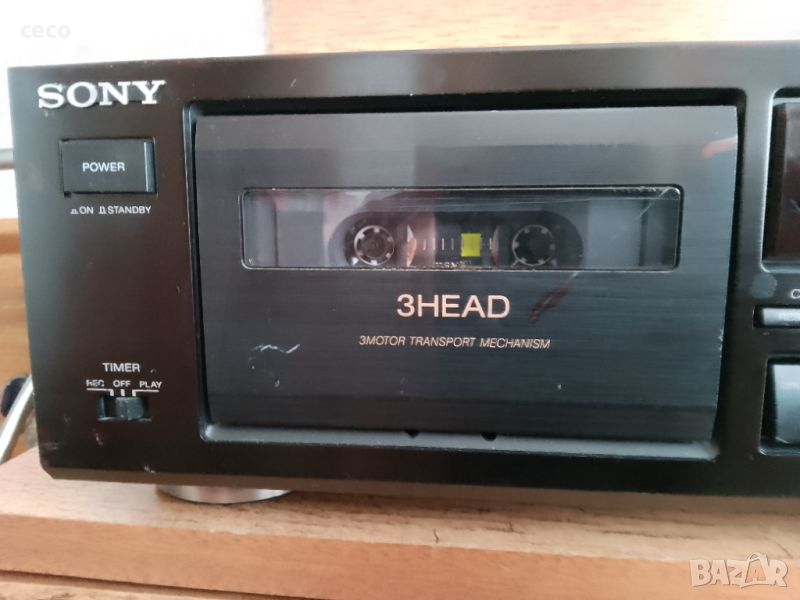 ceco
SONY
POWER
ON STANDBY
3HEAD
3MOTOR TRANSPORT MECHANISM
TIMER
REC OFF PLAY
BAZAR